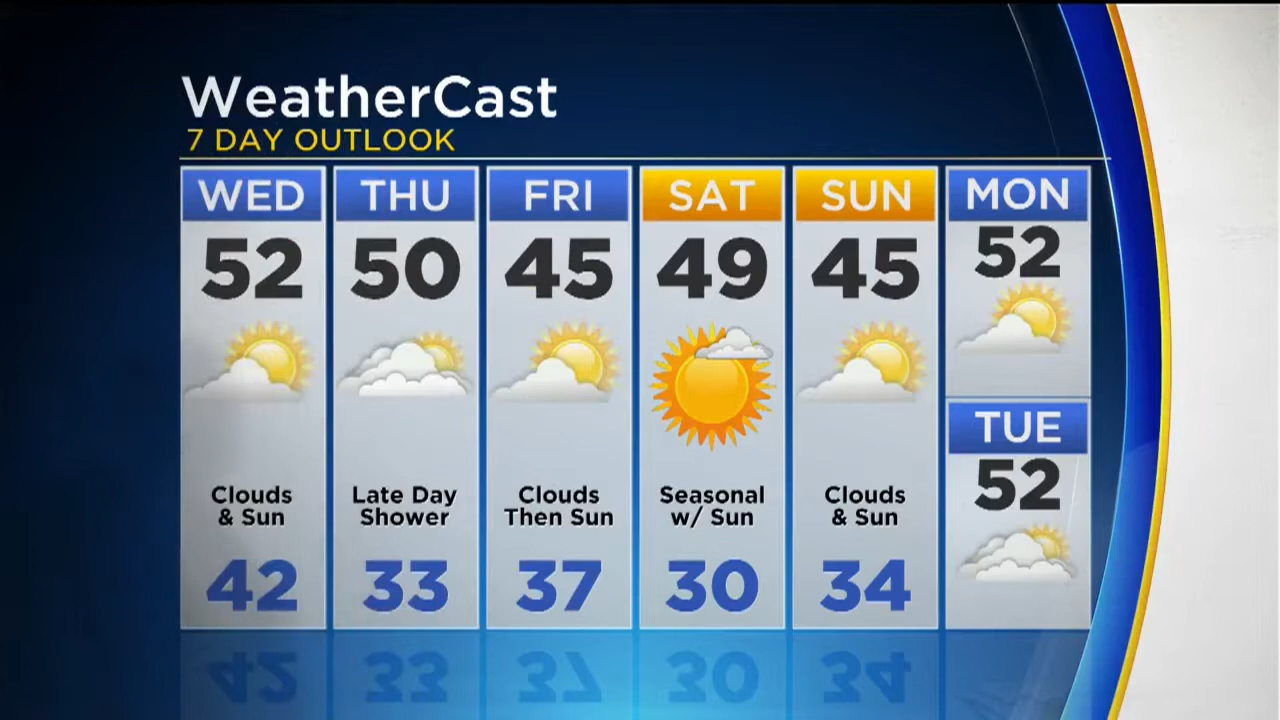 WeatherCast
7 DAY OUTLOOK
WED
52
Clouds
& Sun
42
THU
50
Late Day
Shower
33
FRI
45
Clouds
Then Sun
37
SAT
49
Seasonal
w/ Sun
30
SUN
45
Clouds
& Sun
34
MON
52
TUE
52